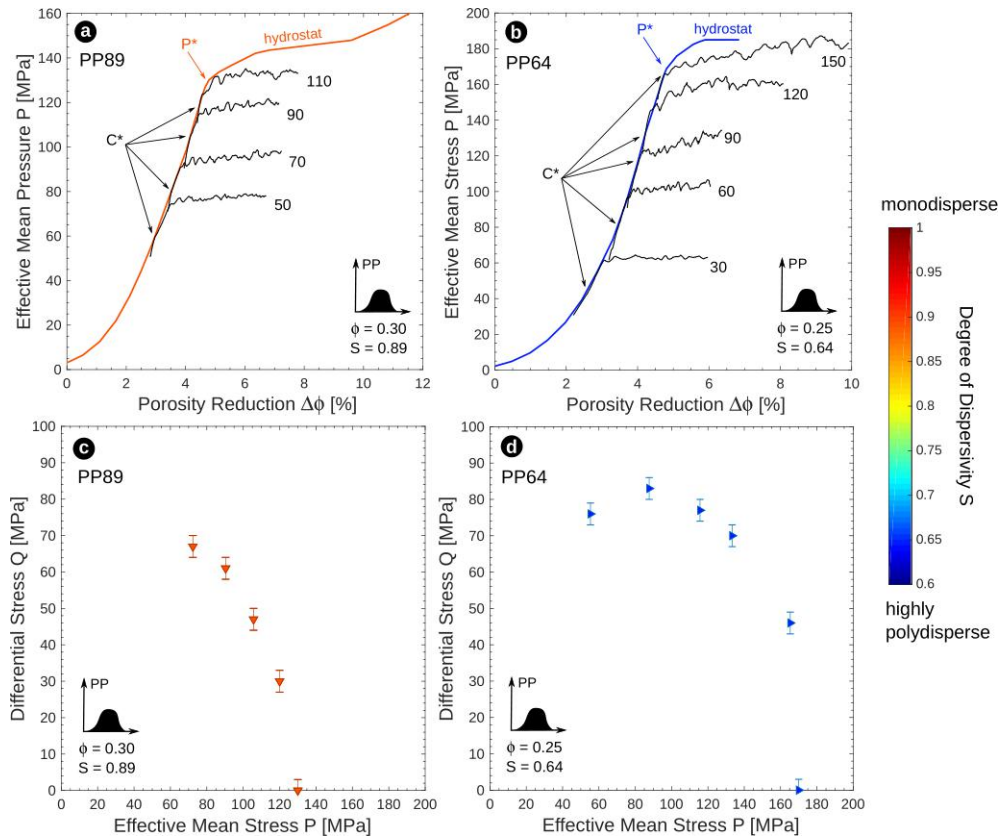 a
PP89
Effective Mean Pressure P [MPa]
160
140
120
100
80
60
40
20
0
P*
hydrostat
110
90
70
50
C*
PP
ϕ = 0.30
S = 0.89
0 2 4 6 8 10 12
Porosity Reduction Δϕ [%]
b
PP64
Effective Mean Stress P [MPa]
200
180
160
140
120
100
80
60
40
20
0
P*
hydrostat
150
120
90
60
30
C*
PP
ϕ = 0.25
S = 0.64
0 2 4 6 8 10
Porosity Reduction Δϕ [%]
c
PP89
Differential Stress Q [MPa]
100
90
80
70
60
50
40
30
20
10
0
PP
ϕ = 0.30
S = 0.89
0 20 40 60 80 100 120 140 160 180 200
Effective Mean Stress P [MPa]
d
PP64
Differential Stress Q [MPa]
100
90
80
70
60
50
40
30
20
10
0
PP
ϕ = 0.25
S = 0.64
0 20 40 60 80 100 120 140 160 180 200
Effective Mean Stress P [MPa]
monodisperse
1
0.95
0.9
0.85
0.8
0.75
0.7
0.65
0.6
Degree of Dispersivity S
highly
polydisperse